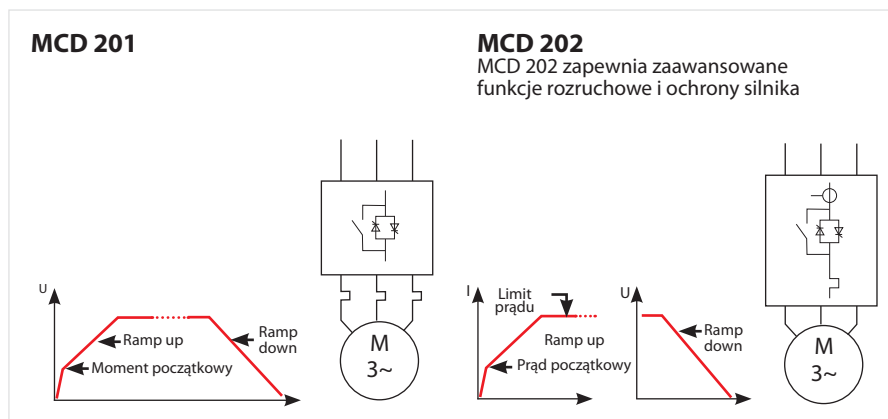 MCD 201
U
Ramp up
Moment początkowy
Ramp
down
M
3~
MCD 202
MCD 202 zapewnia zaawansowane
funkcje rozruchowe i ochrony silnika
I
Limit
prądu
Ramp up
Prąd początkowy
U
Ramp
down
M
3~